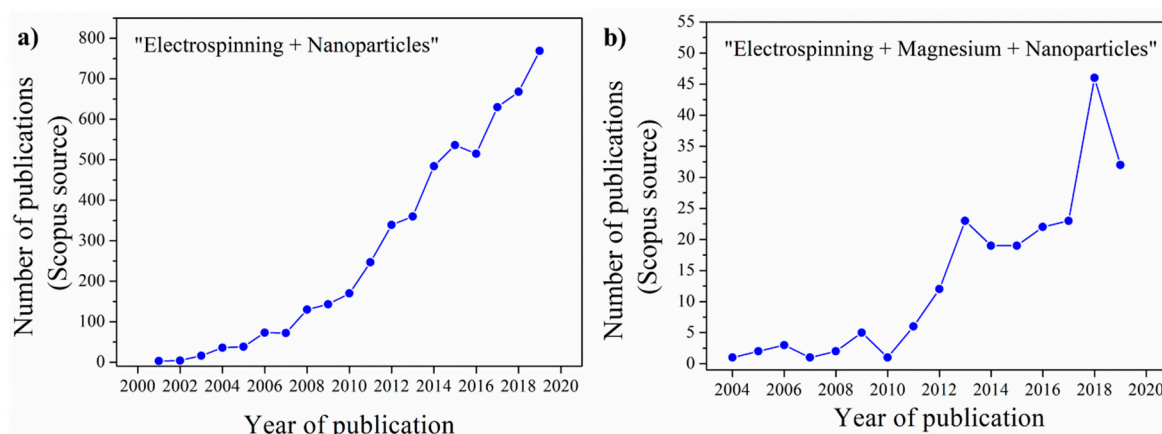 a)
"Electrospinning + Nanoparticles"
Number of publications
(Scopus source)
800
700
600
500
400
300
200
100
0
2000 2002 2004 2006 2008 2010 2012 2014 2016 2018 2020
Year of publication
b)
"Electrospinning + Magnesium + Nanoparticles"
Number of publications
(Scopus source)
55
50
45
40
35
30
25
20
15
10
5
0
2004 2006 2008 2010 2012 2014 2016 2018 2020
Year of publication